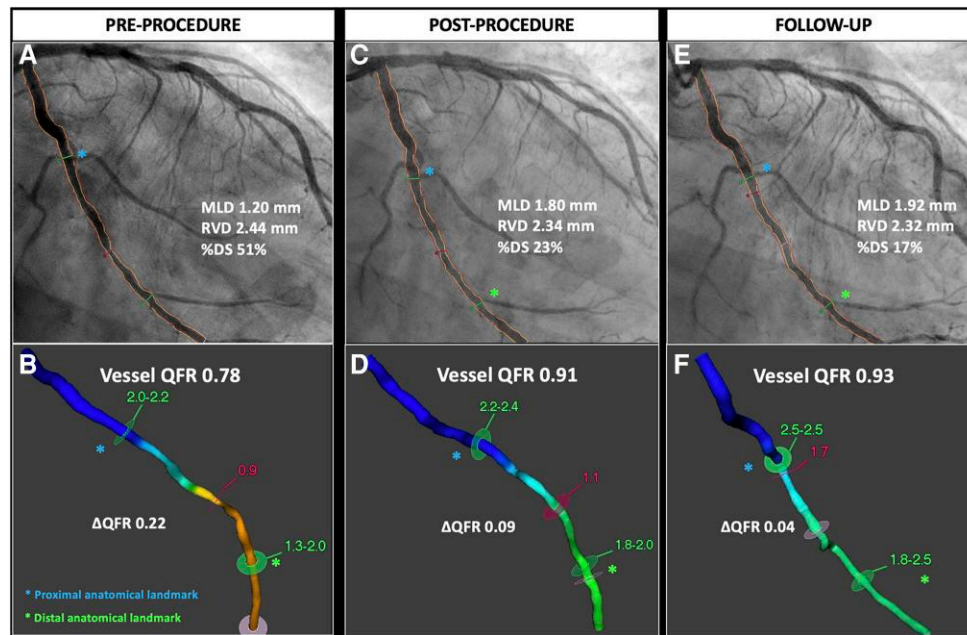 PRE-PROCEDURE
POST-PROCEDURE
FOLLOW-UP
A
*
MLD 1.20 mm
RVD 2.44 mm
%DS 51%
C
*
MLD 1.80 mm
RVD 2.34 mm
%DS 23%
*
E
*
MLD 1.92 mm
RVD 2.32 mm
%DS 17%
*
B
Vessel QFR 0.78
2.0-2.2
*
0.9
ΔQFR 0.22
1.3-2.0
*
* Proximal anatomical landmark
* Distal anatomical landmark
D
Vessel QFR 0.91
2.2-2.4
*
1.1
ΔQFR 0.09
1.8-2.0
*
F
Vessel QFR 0.93
2.5-2.5
*
1.7
ΔQFR 0.04
1.8-2.5
*